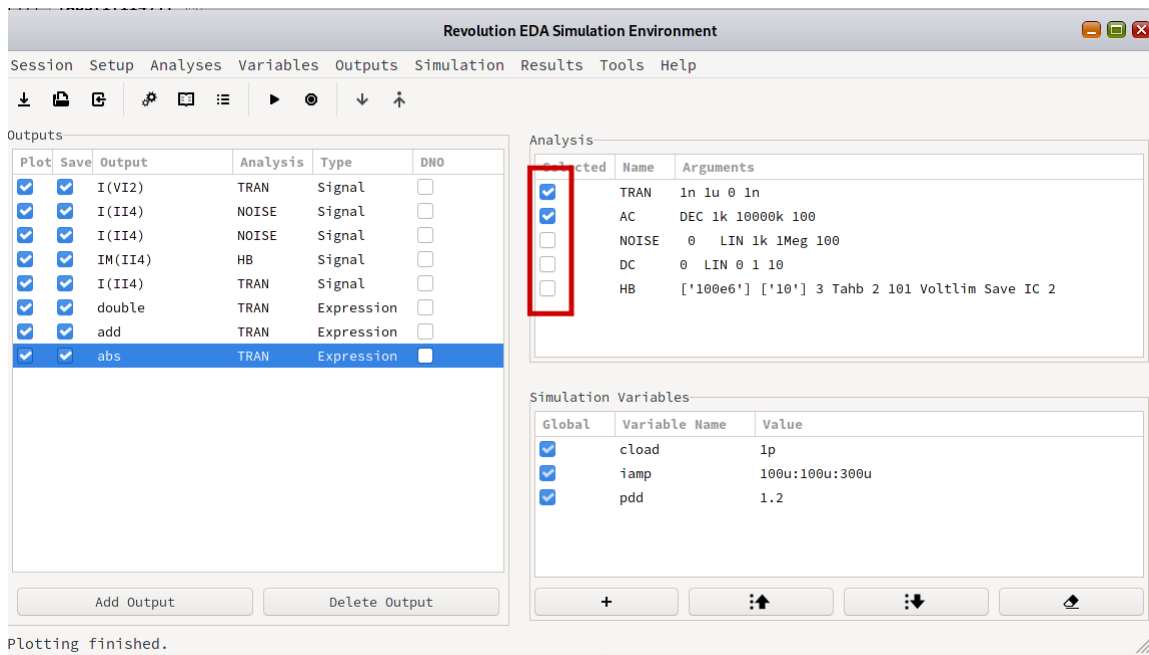 Revolution EDA Simulation Environment
Session Setup Analyses Variables Outputs Simulation Results Tools Help
Outputs
Plot Save Output Analysis Type DNO
I(VI2) TRAN Signal
I(II4) NOISE Signal
I(II4) NOISE Signal
IM(II4) HB Signal
I(II4) TRAN Signal
double TRAN Expression
add TRAN Expression
abs TRAN Expression
Add Output Delete Output
Analysis
Selected Name Arguments
TRAN 1n 1u 0 1n
AC DEC 1k 10000k 100
NOISE 0 LIN 1k 1Meg 100
DC 0 LIN 0 1 10
HB ['100e6'] ['10'] 3 Tahb 2 101 Voltlim Save IC 2
Simulation Variables
Global Variable Name Value
cload 1p
iamp 100u:100u:300u
pdd 1.2
+
Plotting finished.